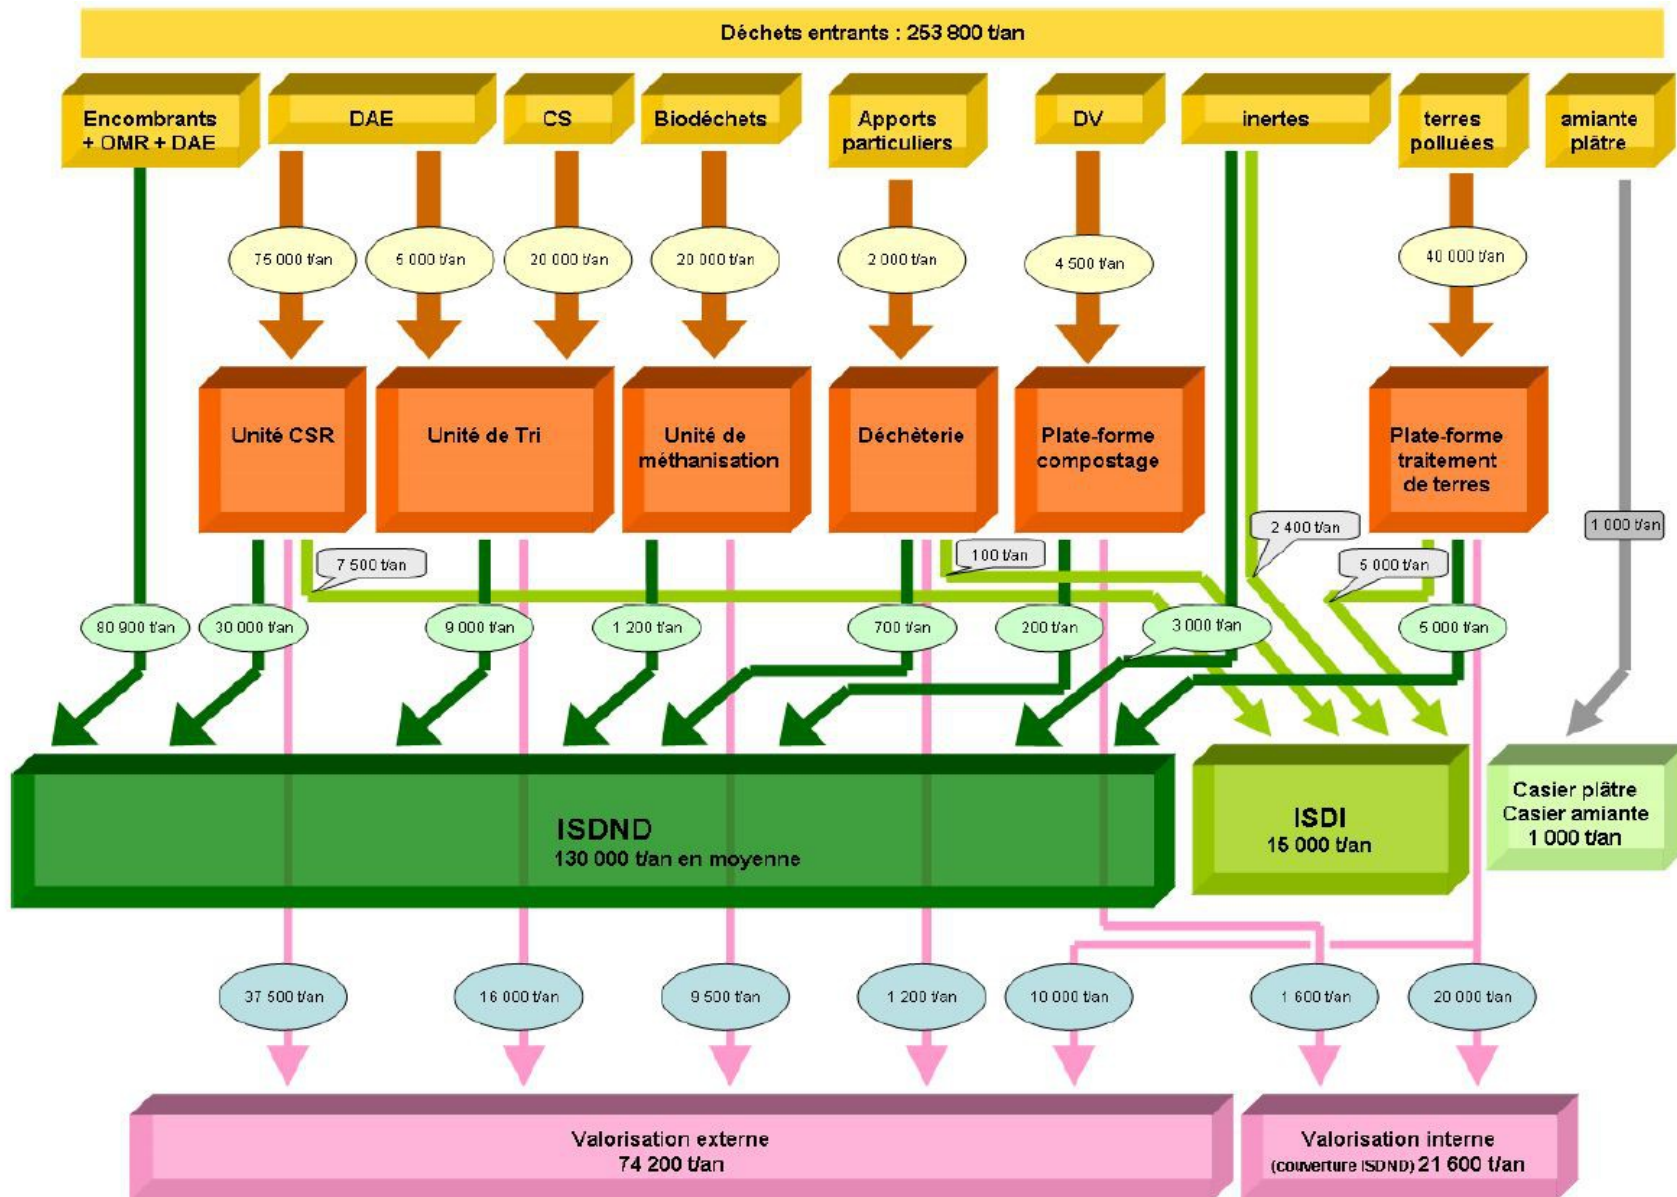 Déchets entrants : 253 800 t/an
Encombrants
+ OMR + DAE
DAE
CS
Biodéchets
Apports
particuliers
DV
inertes
terres
polluées
amiante
plâtre
75 000 t/an
5 000 t/an
20 000 t/an
20 000 t/an
2 000 t/an
4 500 t/an
40 000 t/an
Unité CSR
Unité de Tri
Unité de
méthanisation
Déchèterie
Plate-forme
compostage
Plate-forme
traitement
de terres
1 000 t/an
7 500 t/an
100 t/an
2 400 t/an
5 000 t/an
80 900 t/an
30 000 t/an
9 000 t/an
1 200 t/an
700 t/an
200 t/an
3 000 t/an
5 000 t/an
ISDND
130 000 t/an en moyenne
ISDI
15 000 t/an
Casier plâtre
Casier amiante
1 000 t/an
37 500 t/an
16 000 t/an
9 500 t/an
1 200 t/an
10 000 t/an
1 600 t/an
20 000 t/an
Valorisation externe
74 200 t/an
Valorisation interne
(couverture ISDND) 21 600 t/an